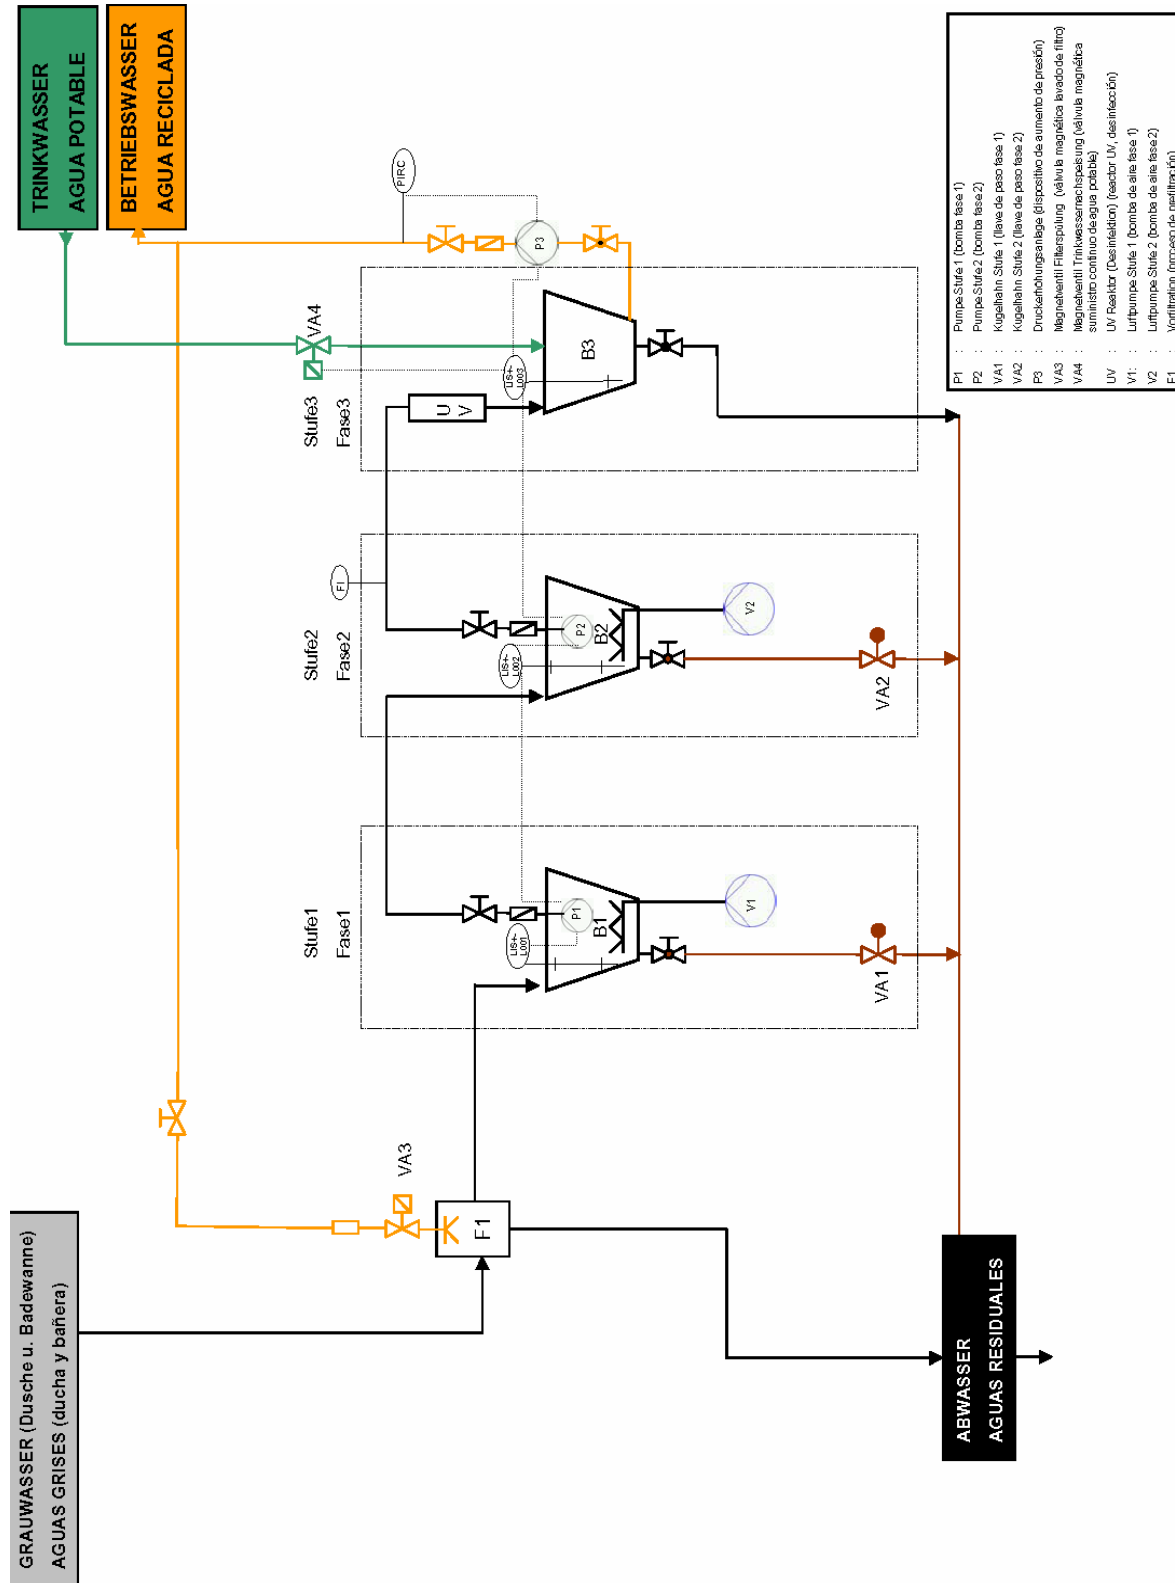 GRAUWASSER (Dusche u. Badewanne)
AGUAS GRISES (ducha y bañera)
TRINKWASSER
AGUA POTABLE
BETRIEBSWASSER
AGUA RECICLADA
VA3
F1
Stufe1
Fase1
LIS+-
L001
P1
B1
V1
VA1
Stufe2
Fase2
FI
LIS+-
L002
P2
B2
V2
VA2
Stufe3
Fase3
VA4
U V
LIS+-
L003
B3
P3
PIRC
ABWASSER
AGUAS RESIDUALES
P1 : Pumpe Stufe 1 (bomba fase 1)
P2 : Pumpe Stufe 2 (bomba fase 2)
VA1 : Kugelhahn Stufe 1 (llave de paso fase 1)
VA2 : Kugelhahn Stufe 2 (llave de paso fase 2)
P3 : Druckerhöhungsanlage (dispositivo de aumento de presión)
VA3 : Magnetventil Filterspülung (válvula magnética lavado de filtro)
VA4 : Magnetventil Trinkwassernachspeisung (válvula magnética
suministro continuo de agua potable)
UV : UV Reaktor (Desinfektion) (reactor UV, desinfección)
V1: : Luftpumpe Stufe 1 (bomba de aire fase 1)
V2 : Luftpumpe Stufe 2 (bomba de aire fase 2)
F1 : Vorfiltration (proceso de prefiltración)